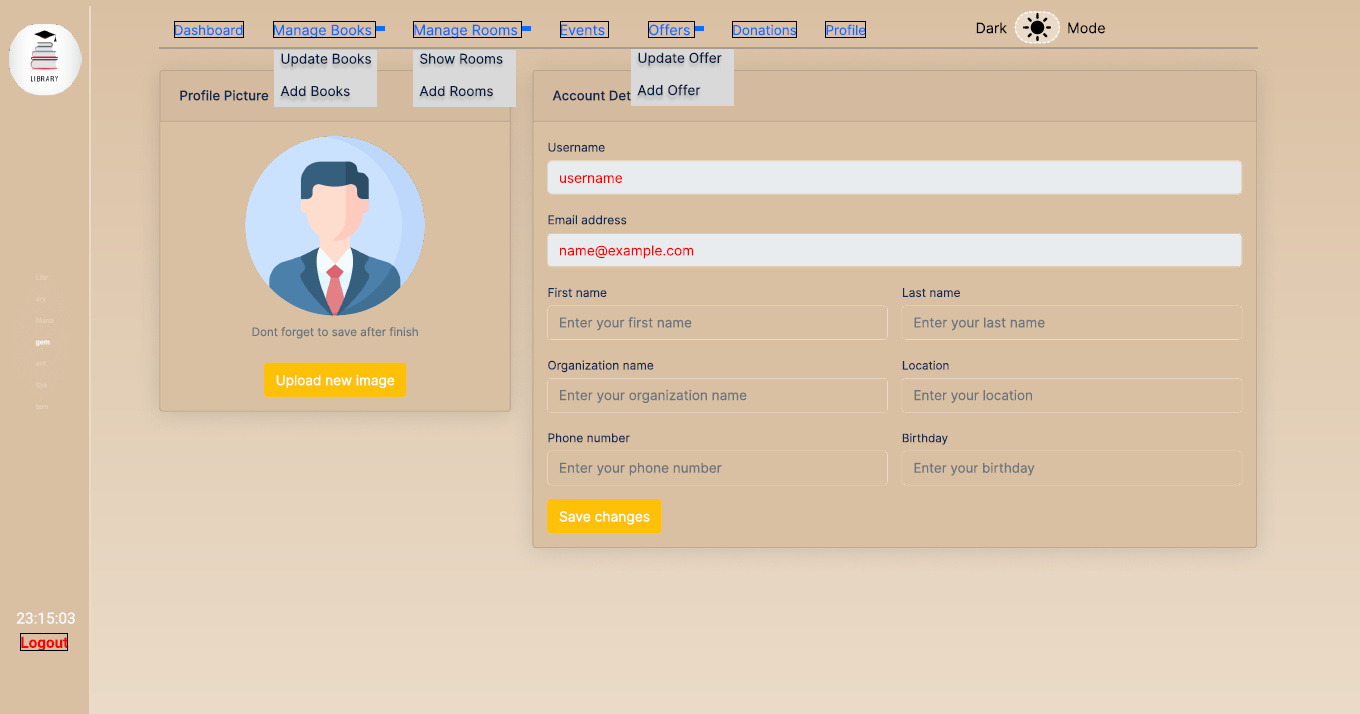 Dashboard Manage Books Manage Rooms Events Offers Donations Profile Dark Mode
Update Books Show Rooms Update Offer
Add Books Add Rooms Add Offer
LIBRARY
Profile Picture
Dont forget to save after finish
Upload new image
Account Det
Username
username
Email address
name@example.com
First name Last name
Enter your first name Enter your last name
Organization name Location
Enter your organization name Enter your location
Phone number Birthday
Enter your phone number Enter your birthday
Save changes
gem
23:15:03
Logout